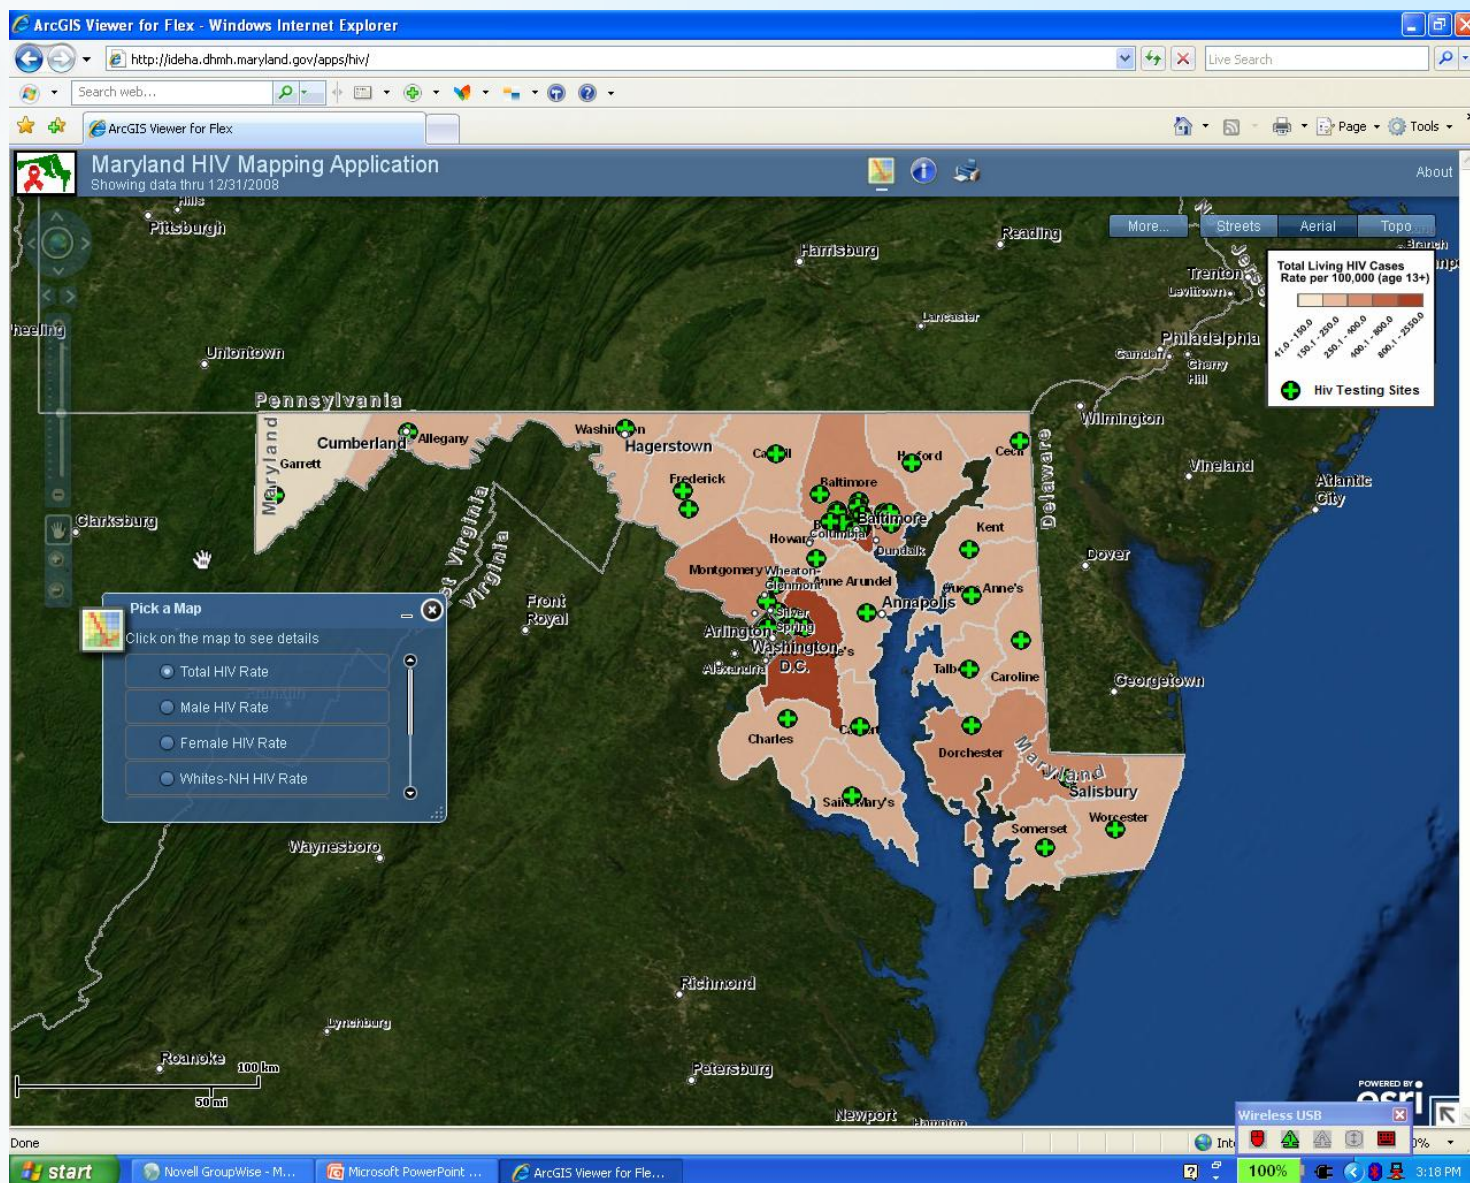 ArcGIS Viewer for Flex - Windows Internet Explorer
http://ideha.dhmh.maryland.gov/apps/hiv/
Live Search
Search web...
ArcGIS Viewer for Flex
Page
Tools
Maryland HIV Mapping Application
Showing data thru 12/31/2008
About
More...
Streets
Aerial
Topo
Hills
Pittsburgh
Harrisburg
Reading
Trenton
Levittown
Branch
Total Living HIV Cases
Rate per 100,000 (age 13+)
41.0 - 150.0
150.1 - 250.0
250.1 - 400.0
400.1 - 800.0
800.1 - 2550.0
Hiv Testing Sites
Lancaster
Philadelphia
Camden
Cherry
Hill
Uniontown
Pennsylvania
Wilmington
Maryland
Cumberland
Allegany
Garrett
Hagerstown
Frederick
Baltimore
Baltimore
Delaware
Vineland
Atlantic
City
Clarksburg
Virginia
Kent
Columbia
Dundalk
Dover
Montgomery
Wheaton-
Glenmont
Anne Arundel
Annapolis
Front
Royal
Silver
Spring
Arlington
Washington
D.C.
Alexandria
Caroline
Georgetown
Pick a Map
Click on the map to see details
Total HIV Rate
Male HIV Rate
Female HIV Rate
Whites-NH HIV Rate
Charles
Dorchester
Maryland
Salisbury
Worcester
Somerset
Waynesboro
Richmond
Lynchburg
Roanoke
100 km
50 mi
Petersburg
Newport
Hampton
POWERED BY
esri
Wireless USB
Done
start
Novell GroupWise - M...
Microsoft PowerPoint ...
ArcGIS Viewer for Fle...
100%
3:18 PM